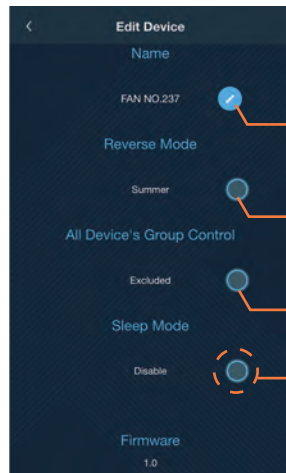 Edit Device
Name
FAN NO.237
Reverse Mode
Summer
All Device's Group Control
Excluded
Sleep Mode
Disable
Firmware
1.0